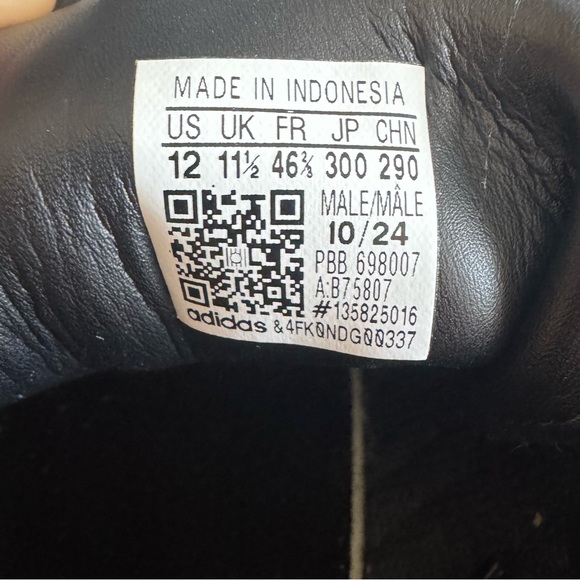 MADE IN INDONESIA
US UK FR JP CHN
12 11½ 46⅔ 300 290
MALE/MÂLE
10/24
PBB 698007
A:B75807
#135825016
adidas &4FK0NDG00337